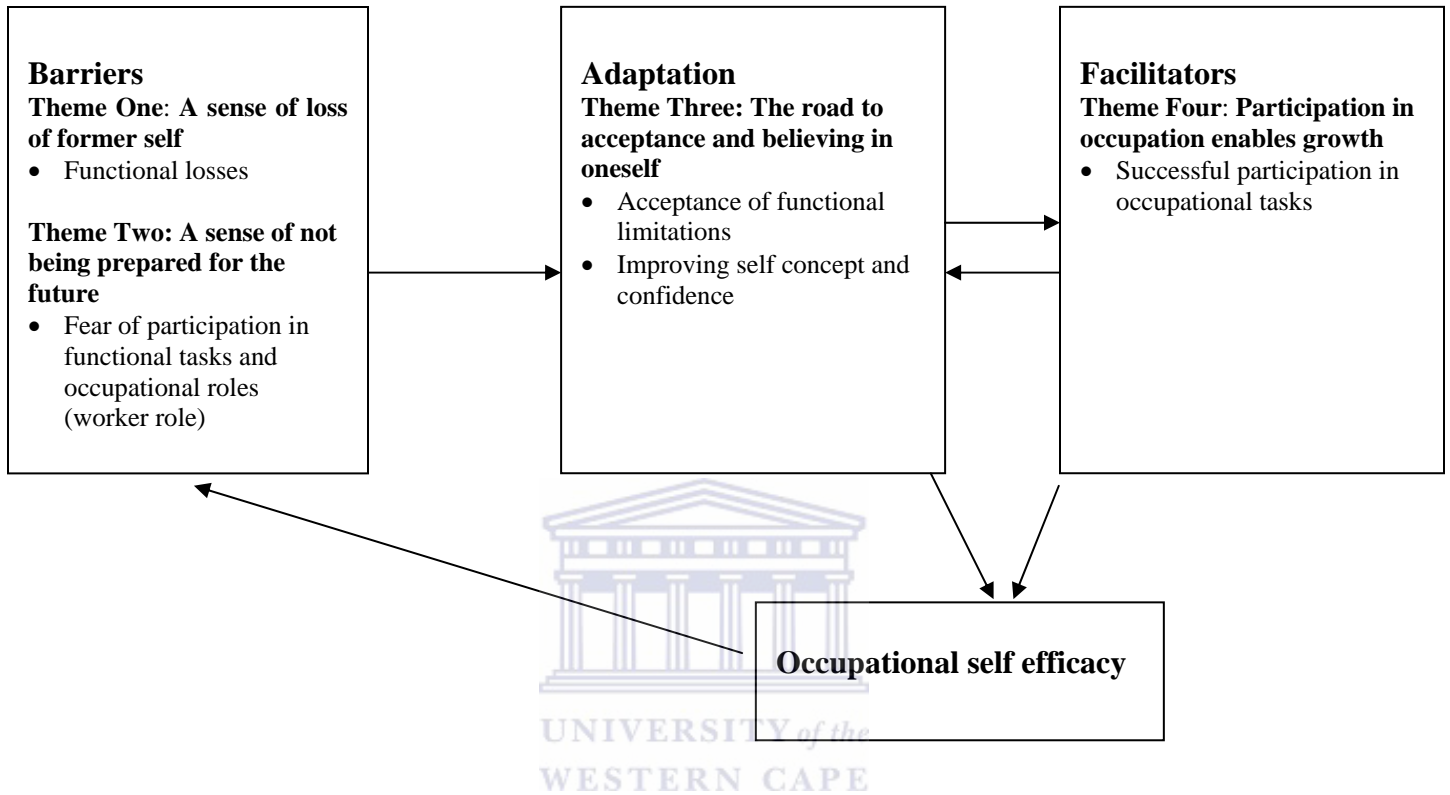 Barriers
Theme One: A sense of loss
of former self
• Functional losses
Theme Two: A sense of not
being prepared for the
future
• Fear of participation in
functional tasks and
occupational roles
(worker role)
Adaptation
Theme Three: The road to
acceptance and believing in
oneself
• Acceptance of functional
limitations
• Improving self concept and
confidence
Facilitators
Theme Four: Participation in
occupation enables growth
• Successful participation in
occupational tasks
Occupational self efficacy
UNIVERSITY of the
WESTERN CAPE